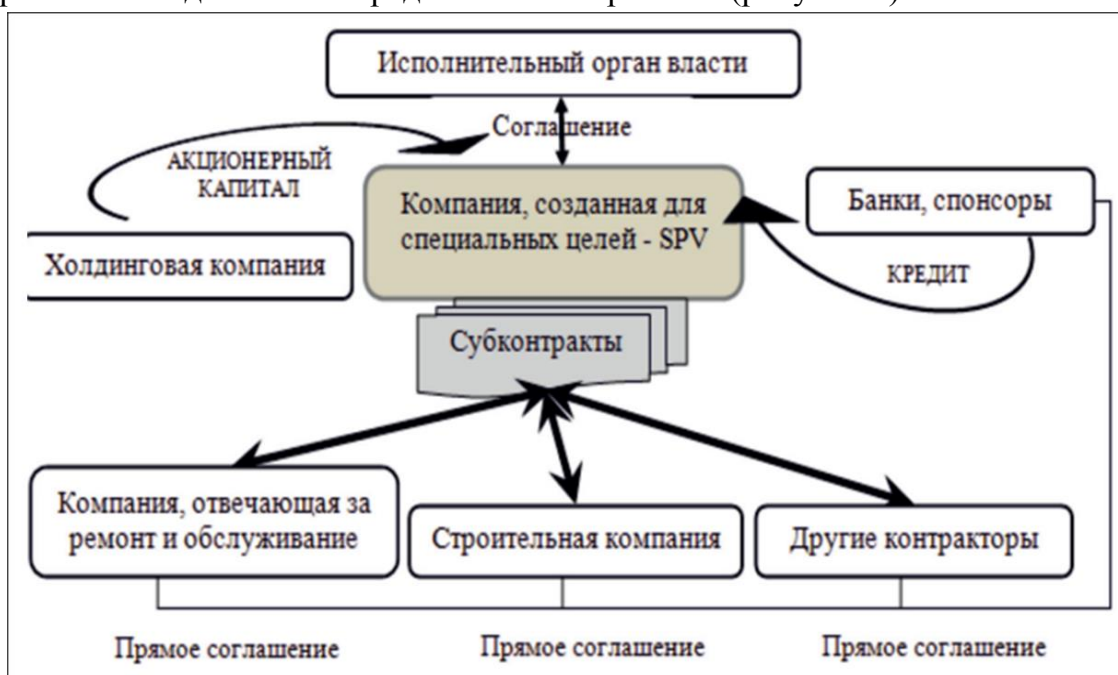 Исполнительный орган власти
Соглашение
АКЦИОНЕРНЫЙ
КАПИТАЛ
Компания, созданная для
специальных целей - SPV
Банки, спонсоры
Холдинговая компания
КРЕДИТ
Субконтракты
Компания, отвечающая за
ремонт и обслуживание
Строительная компания
Другие контракторы
Прямое соглашение
Прямое соглашение
Прямое соглашение